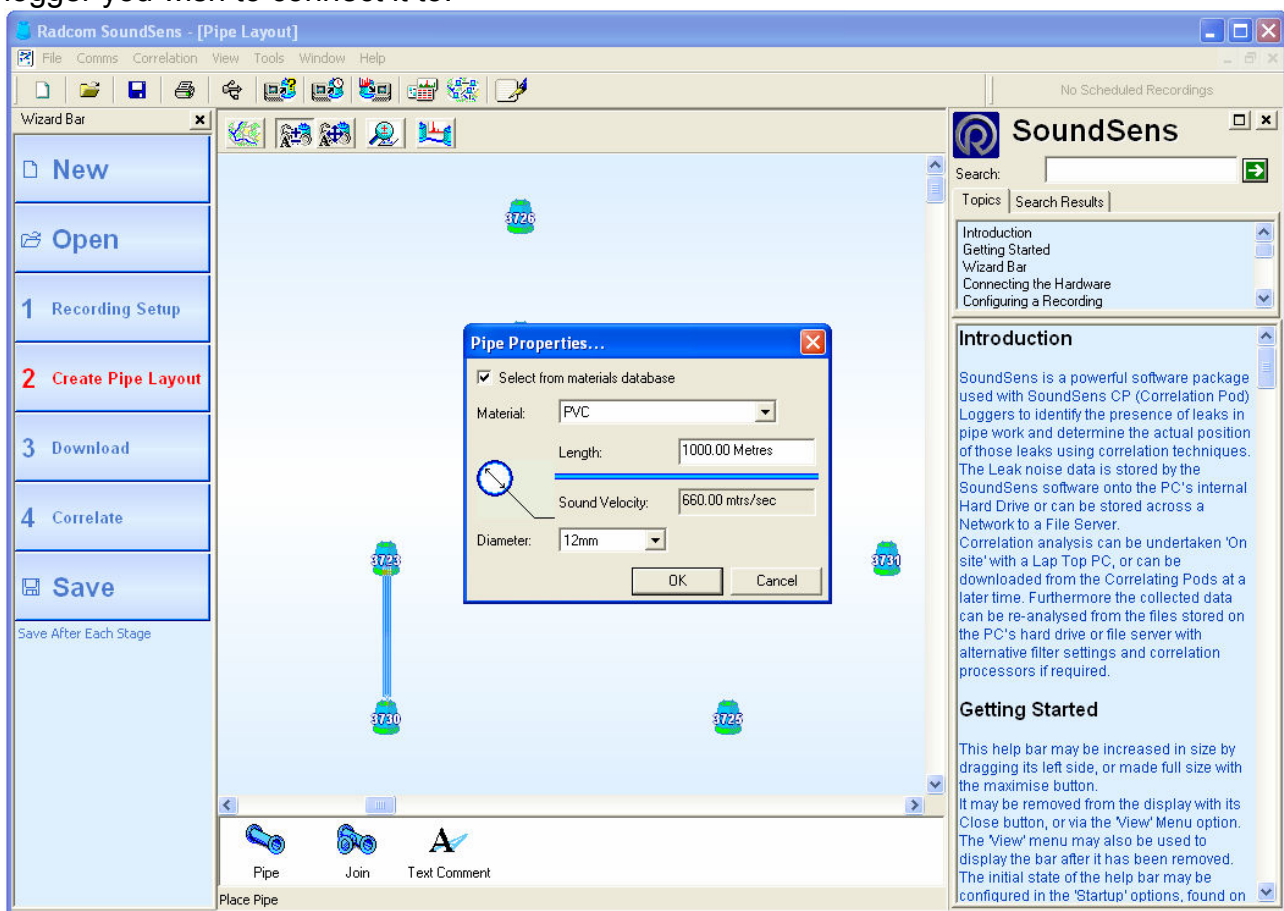 logger you wish to connect it to.
Radcom SoundSens - [Pipe Layout]
File Comms Correlation View Tools Window Help
No Scheduled Recordings
Wizard Bar
New
Open
1 Recording Setup
2 Create Pipe Layout
3 Download
4 Correlate
Save
Save After Each Stage
3726
3723
3731
3730
3725
Pipe Properties...
Select from materials database
Material: PVC
Length: 1000.00 Metres
Sound Velocity: 660.00 mtrs/sec
Diameter: 12mm
OK Cancel
Pipe Join Text Comment
Place Pipe
SoundSens
Search:
Topics Search Results
Introduction
Getting Started
Wizard Bar
Connecting the Hardware
Configuring a Recording
Introduction
SoundSens is a powerful software package
used with SoundSens CP (Correlation Pod)
Loggers to identify the presence of leaks in
pipe work and determine the actual position
of those leaks using correlation techniques.
The Leak noise data is stored by the
SoundSens software onto the PC's internal
Hard Drive or can be stored across a
Network to a File Server.
Correlation analysis can be undertaken 'On
site' with a Lap Top PC, or can be
downloaded from the Correlating Pods at a
later time. Furthermore the collected data
can be re-analysed from the files stored on
the PC's hard drive or file server with
alternative filter settings and correlation
processors if required.
Getting Started
This help bar may be increased in size by
dragging its left side, or made full size with
the maximise button.
It may be removed from the display with its
Close button, or via the 'View' Menu option.
The 'View' menu may also be used to
display the bar after it has been removed.
The initial state of the help bar may be
configured in the 'Startup' options, found on